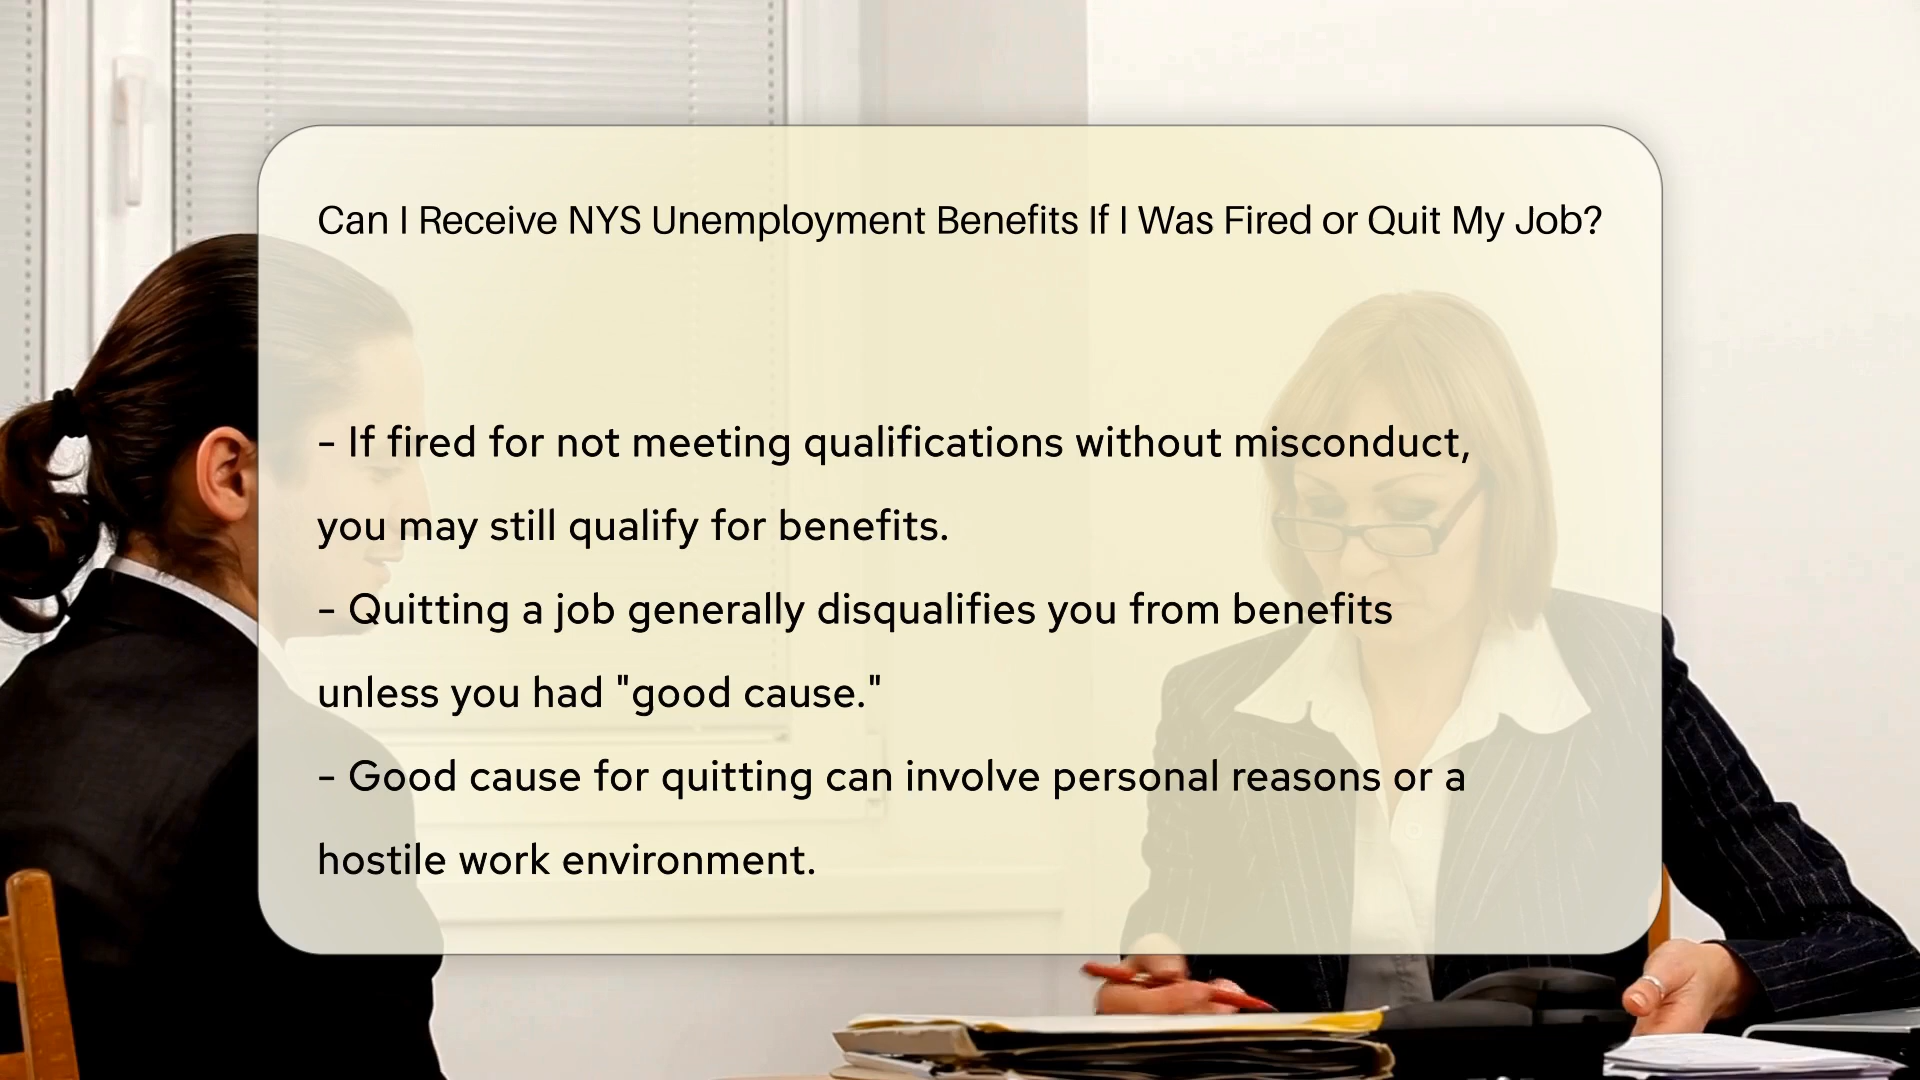 Can I Receive NYS Unemployment Benefits If I Was Fired or Quit My Job?
- If fired for not meeting qualifications without misconduct,
you may still qualify for benefits.
- Quitting a job generally disqualifies you from benefits
unless you had "good cause."
- Good cause for quitting can involve personal reasons or a
hostile work environment.